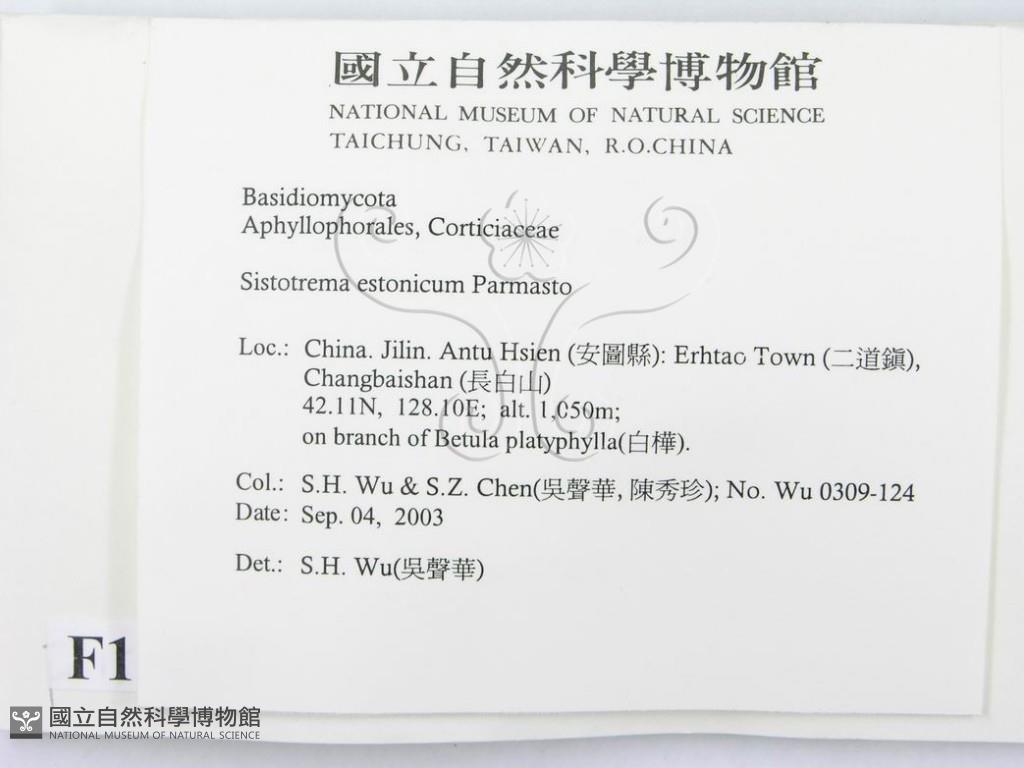 國立自然科學博物館
NATIONAL MUSEUM OF NATURAL SCIENCE
TAICHUNG, TAIWAN, R.O.CHINA
Basidiomycota
Aphyllophorales, Corticiaceae
Sistotrema estonicum Parmasto
Loc.: China. Jilin. Antu Hsien (安圖縣): Erhtao Town (二道鎭),
Changbaishan (長白山)
42.11N, 128.10E; alt. 1,050m;
on branch of Betula platyphylla(白樺).
Col.: S.H. Wu & S.Z. Chen(吳聲華, 陳秀珍); No. Wu 0309-124
Date: Sep. 04, 2003
Det.: S.H. Wu(吳聲華)
F1
國立自然科學博物館
NATIONAL MUSEUM OF NATURAL SCIENCE